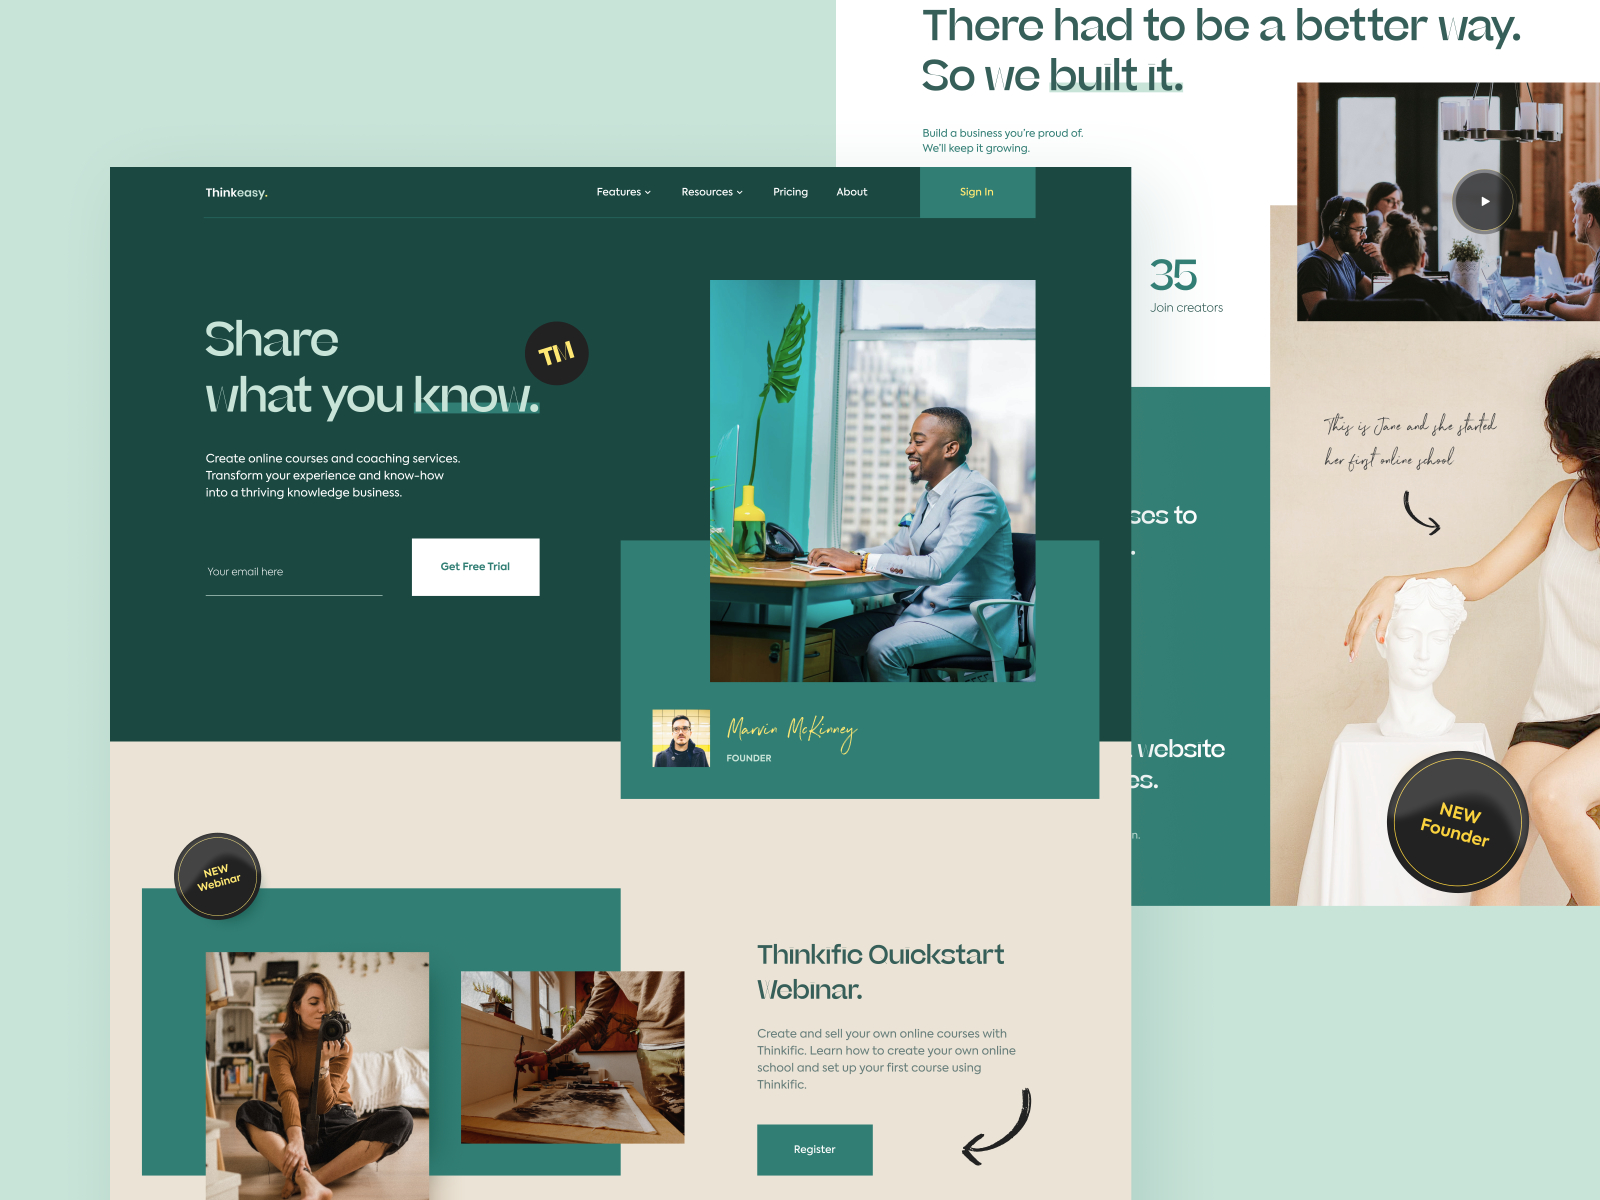 There had to be a better way.
So we built it.
Build a business you're proud of.
We'll keep it growing.
Thinkeasy.
Features
Resources
Pricing
About
Sign In
35
Join creators
Share
what you know.
TM
Create online courses and coaching services.
Transform your experience and know-how
into a thriving knowledge business.
Your email here
Get Free Trial
Marvin McKinney
FOUNDER
This is Jane and she started
her first online school
to
website
NEW
Founder
NEW
Webinar
Thinkific Quickstart
Webinar.
Create and sell your own online courses with
Thinkific. Learn how to create your own online
school and set up your first course using
Thinkific.
Register